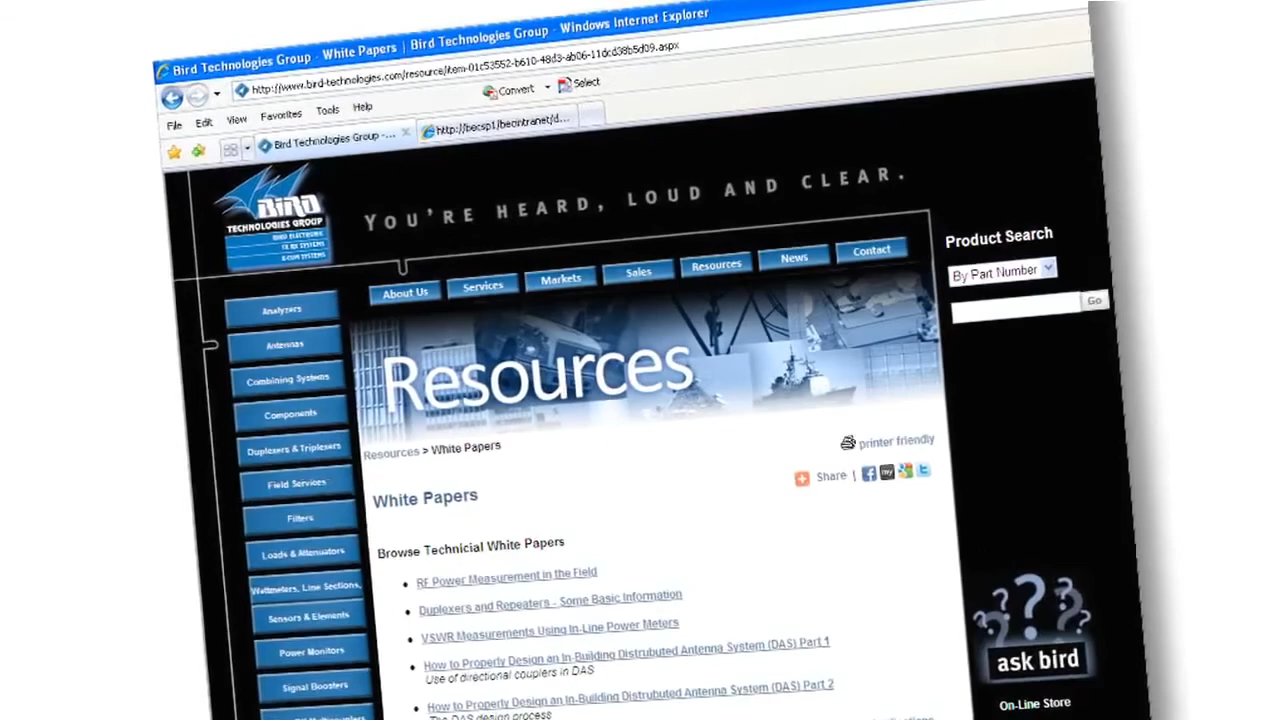 Bird Technologies Group - White Papers | Bird Technologies Group - Windows Internet Explorer
http://www.bird-technologies.com/resource/item-01c53552-b610-48d3-ab06-11dcd38b5d09.aspx
File Edit View Favorites Tools Help
Convert Select
Bird Technologies Group -... http://becsp1/becintranet/d...
BIRD
TECHNOLOGIES GROUP
BIRD ELECTRONIC
TX RX SYSTEMS
YOU'RE HEARD, LOUD AND CLEAR.
About Us Services Markets Sales Resources News Contact
Product Search
By Part Number
Go
Analyzers
Antennas
Combining Systems
Components
Duplexers & Triplexers
Field Services
Filters
Loads & Attenuators
Wattmeters, Line Sections,
Sensors & Elements
Power Monitors
Signal Boosters
Resources
Resources > White Papers
printer friendly
Share |
White Papers
Browse Technicial White Papers
RF Power Measurement in the Field
Duplexers and Repeaters - Some Basic Information
VSWR Measurements Using In-Line Power Meters
How to Properly Design an In-Building Distrubuted Antenna System (DAS) Part 1
Use of directional couplers in DAS
How to Properly Design an In-Building Distrubuted Antenna System (DAS) Part 2
The DAS design process
???
ask bird
On-Line Store